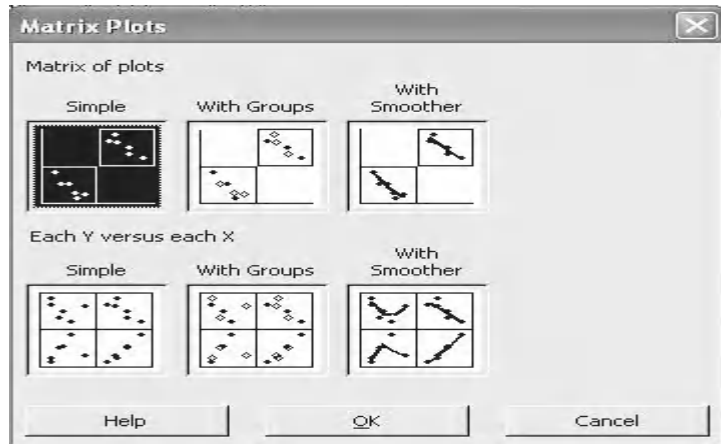 Matrix Plots
Matrix of plots
Simple
With Groups
With
Smoother
Each Y versus each X
Simple
With Groups
With
Smoother
Help
OK
Cancel